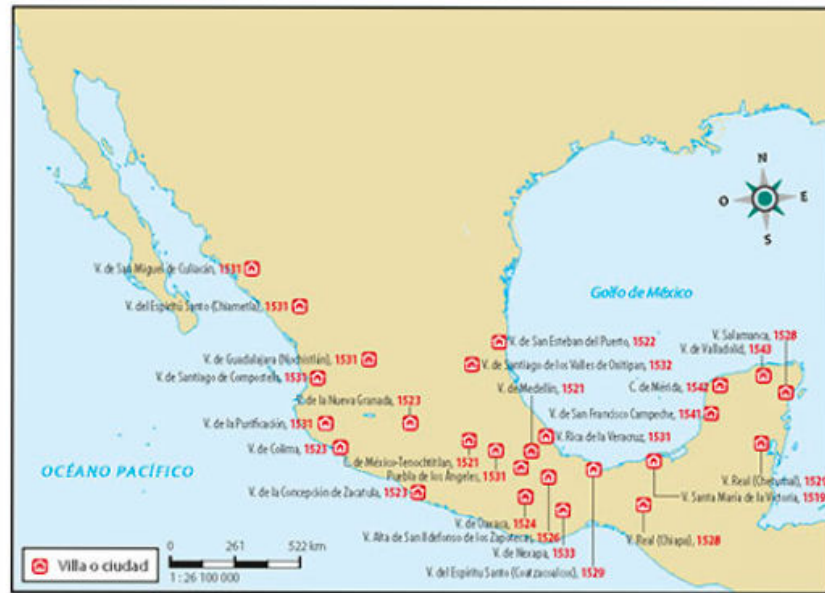 N
O
E
S
Golfo de México
OCÉANO PACÍFICO
V. de San Miguel de Culiacán, 1531
V. del Espíritu Santo (Chiametla), 1531
V. de San Esteban del Puerto, 1522
V. Salamanca, 1528
V. de Valladolid, 1543
V. de Guadalajara (Nochistlán), 1531
V. de Santiago de los Valles de Oxitipan, 1532
V. de Santiago de Compostela, 1531
V. de Medellín, 1521
C. de Mérida, 1542
de la Nueva Granada, 1523
V. de San Francisco Campeche, 1541
V. de la Purificación, 1531
V. Rica de la Veracruz, 1531
V. de Colima, 1523
C. de México-Tenochtitlan, 1521
Puebla de los Ángeles, 1531
V. Real (Chetumal), 1529
V. de la Concepción de Zacatula, 1523
V. Santa María de la Victoria, 1519
V. de Oaxaca, 1524
V. Alta de San Ildefonso de los Zapotecas, 1526
V. Real (Chiapa), 1528
V. de Nexapa, 1533
V. del Espíritu Santo (Coatzacoalcos), 1529
Villa o ciudad
0 261 522 km
1 : 26 100 000